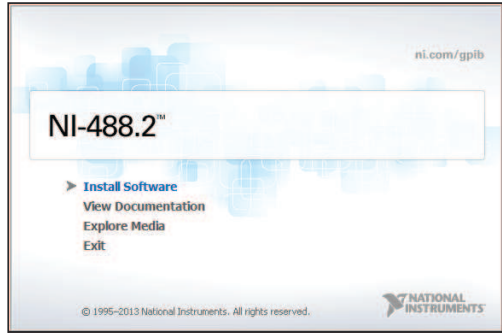 ni.com/gpib
NI-488.2™
Install Software
View Documentation
Explore Media
Exit
© 1995–2013 National Instruments. All rights reserved.
NATIONAL
INSTRUMENTS